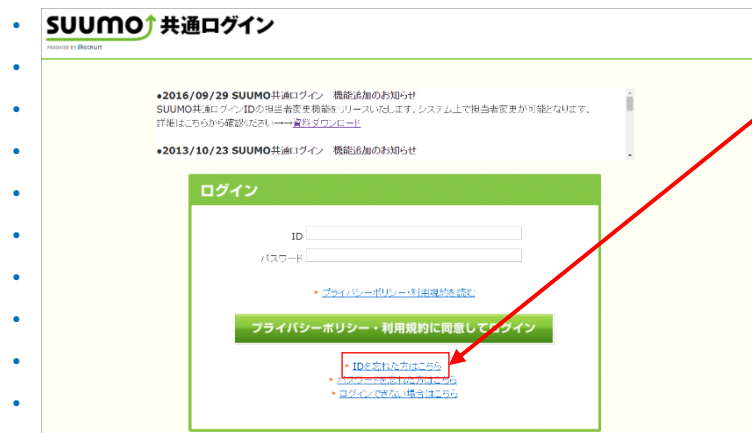 SUUMO 共通ログイン
PRODUCED BY RECRUIT
●2016/09/29 SUUMO共通ログイン 機能追加のお知らせ
SUUMO共通ログインIDの担当者変更機能をリリースいたします。システム上で担当者変更が可能となります。
詳細はこちらから確認ください→→資料ダウンロード
●2013/10/23 SUUMO共通ログイン 機能追加のお知らせ
ログイン
ID
パスワード
プライバシーポリシー・利用規約を読む
プライバシーポリシー・利用規約に同意してログイン
IDを忘れた方はこちら
パスワードを忘れた方はこちら
ログインできない場合はこちら